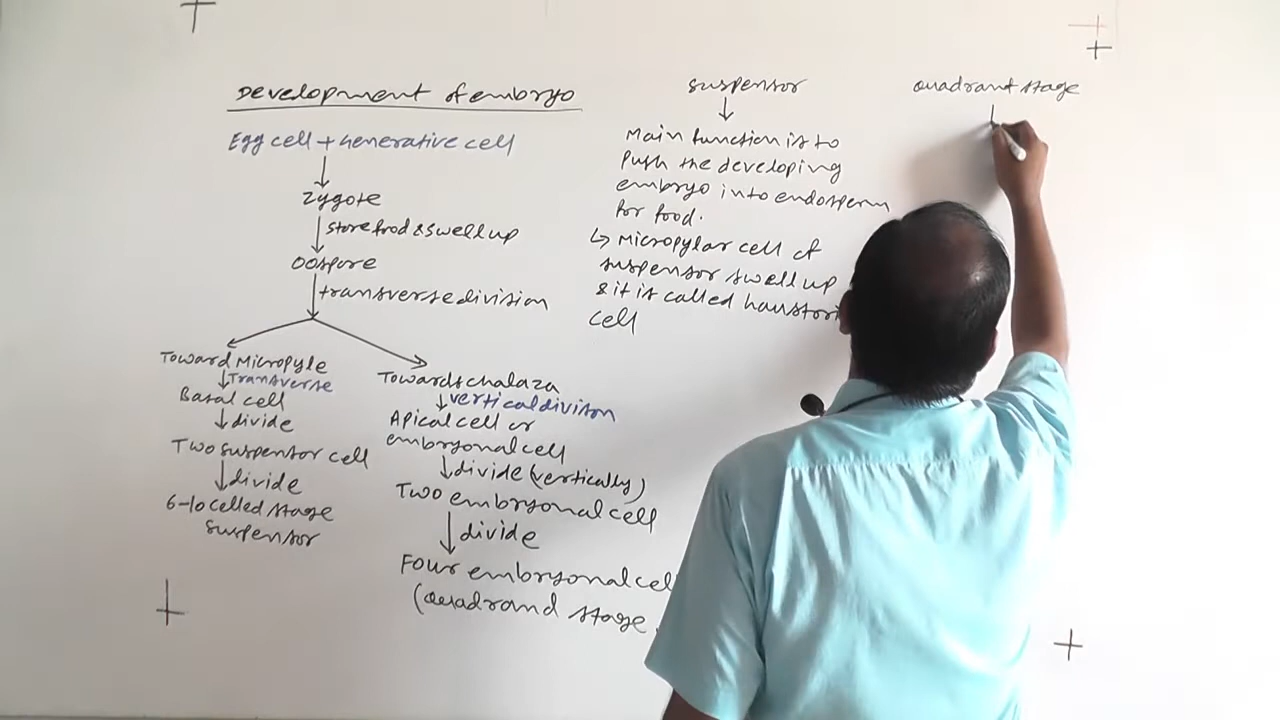 Development of embryo
Egg cell + Generative cell
Zygote
store food & swell up
oospore
transverse division
Toward Micropyle
Transverse
Basal cell
divide
Two suspensor cell
divide
6-10 celled stage
suspensor
Towards chalaza
vertical divison
Apical cell or
embryonal cell
divide (vertically)
Two embryonal cell
divide
Four embryonal cell
(Quadrand stage
suspensor
Main function is to
Push the developing
embryo into endosperm
for food.
Micropylar cell of
suspensor swell up
& it is called haustori
cell
Quadrant stage